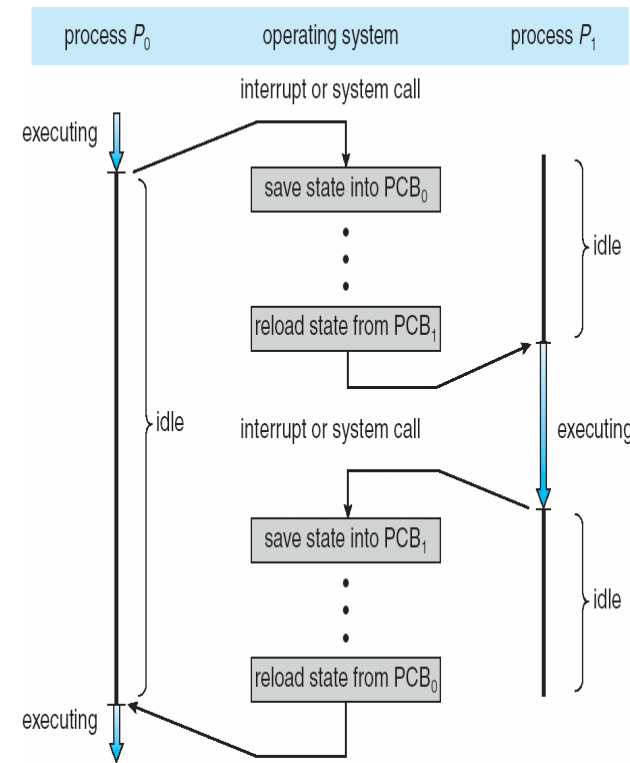 process P₀ operating system process P₁
interrupt or system call
executing
save state into PCB₀
idle
reload state from PCB₁
idle
interrupt or system call
executing
save state into PCB₁
idle
reload state from PCB₀
executing